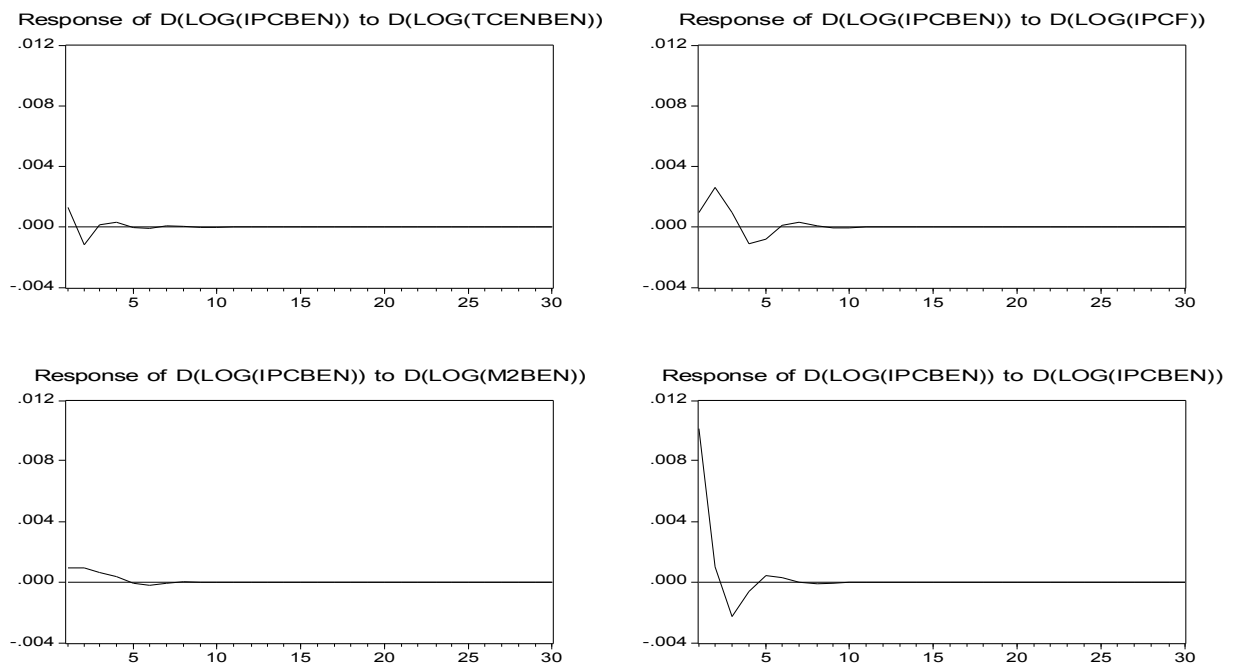 Response of D(LOG(IPCBEN)) to D(LOG(TCENBEN))
.012
.008
.004
.000
-.004
5 10 15 20 25 30
Response of D(LOG(IPCBEN)) to D(LOG(IPCF))
.012
.008
.004
.000
-.004
5 10 15 20 25 30
Response of D(LOG(IPCBEN)) to D(LOG(M2BEN))
.012
.008
.004
.000
-.004
5 10 15 20 25 30
Response of D(LOG(IPCBEN)) to D(LOG(IPCBEN))
.012
.008
.004
.000
-.004
5 10 15 20 25 30